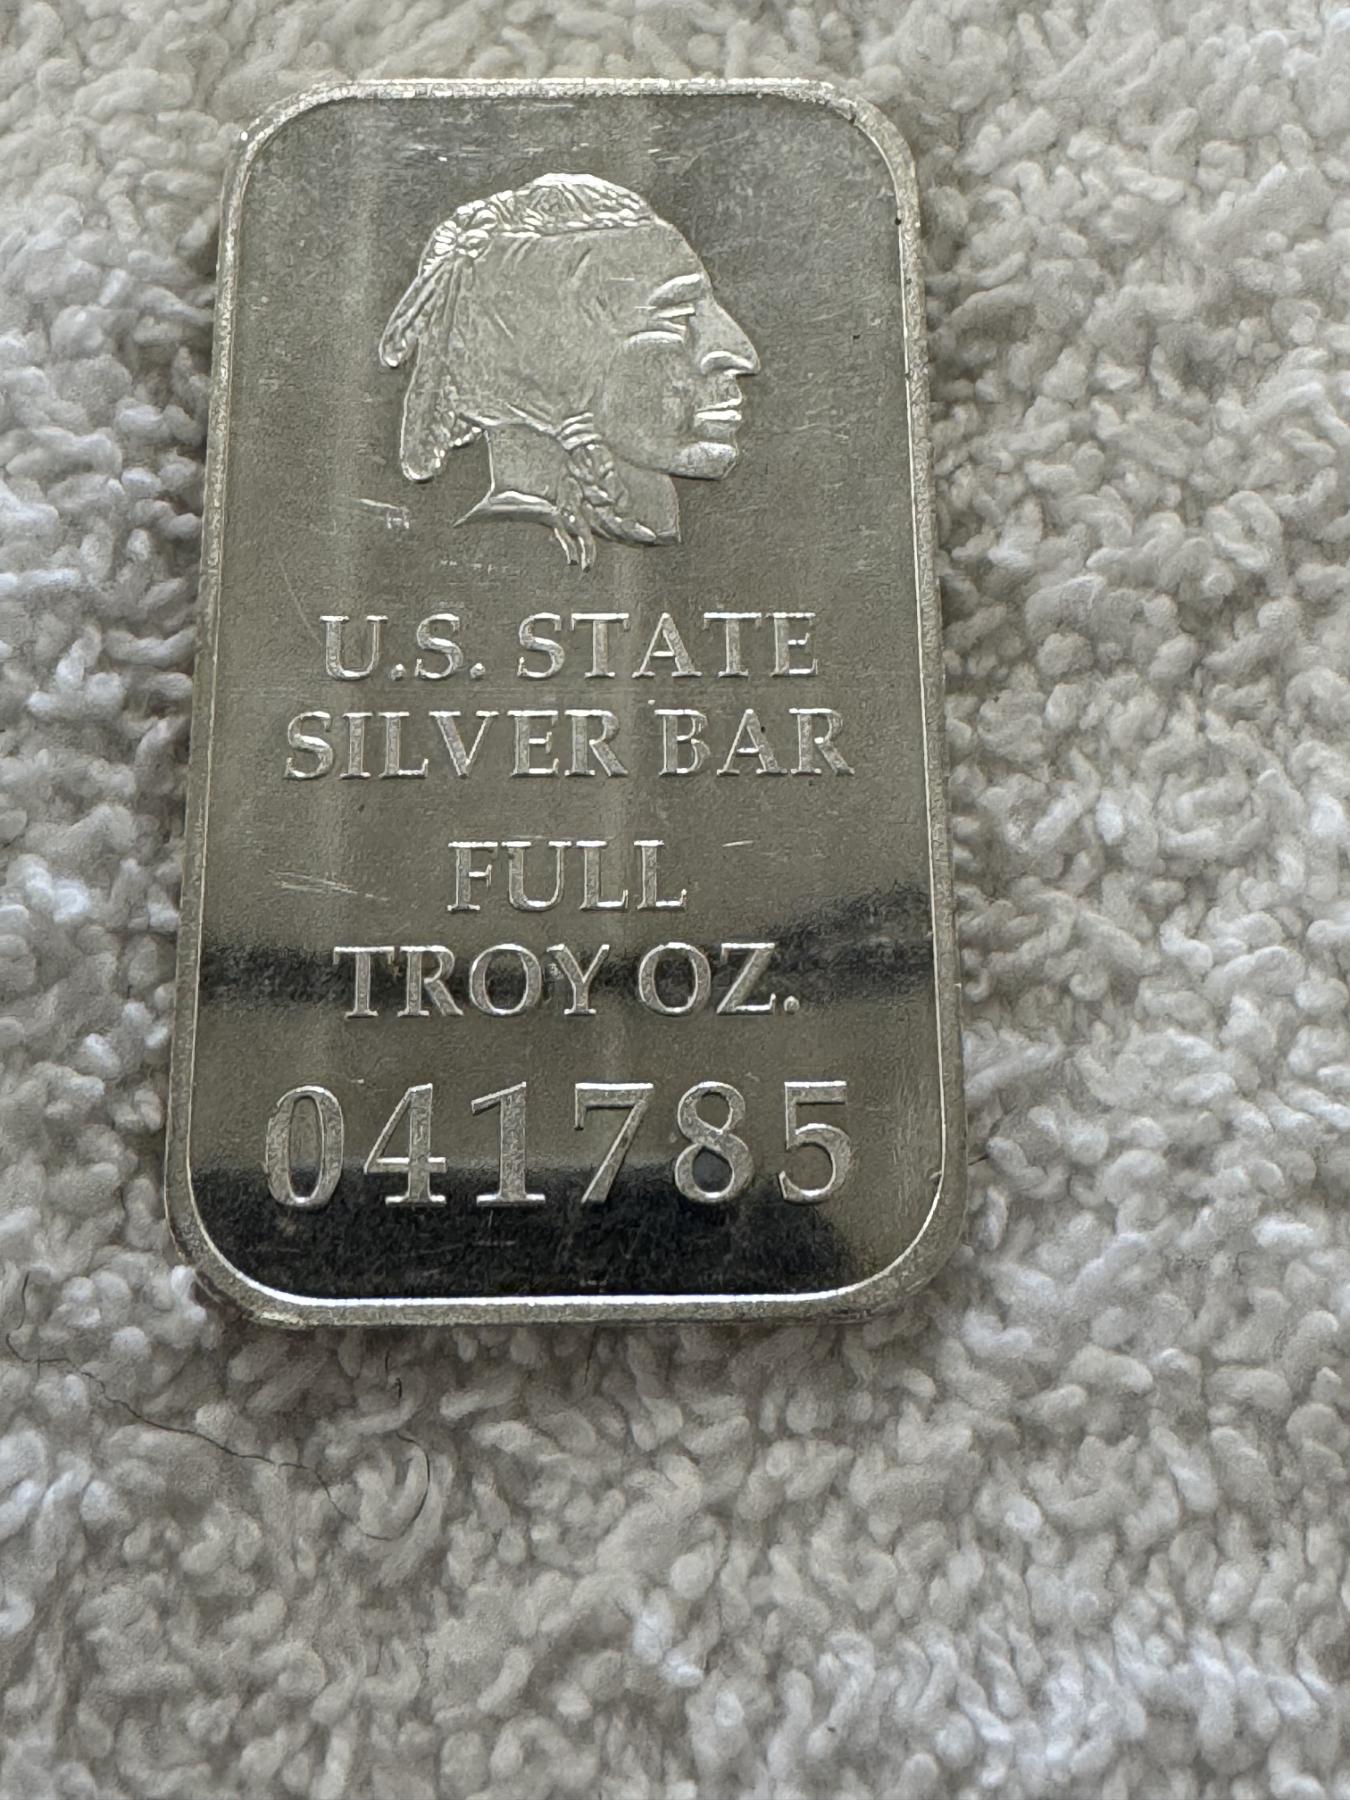 U.S. STATE
SILVER BAR
FULL
TROY OZ.
041785